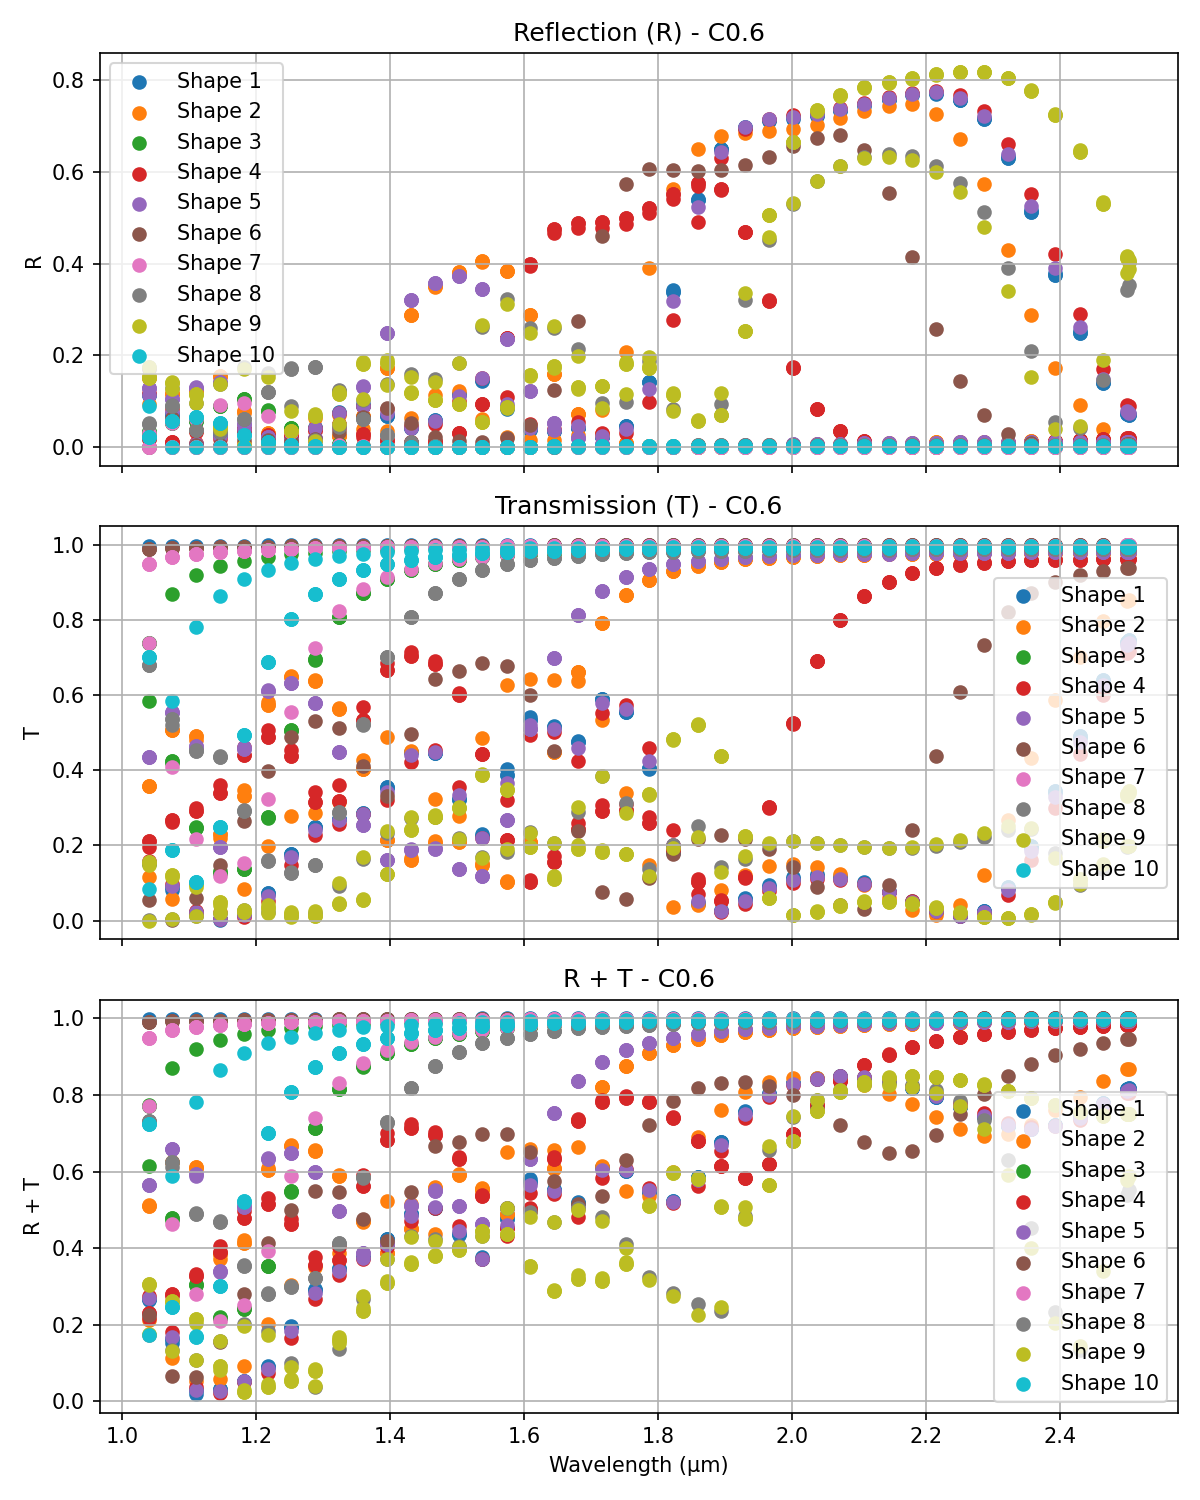 Reflection (R) - C0.6
R
0.8
0.6
0.4
0.2
0.0
Shape 1
Shape 2
Shape 3
Shape 4
Shape 5
Shape 6
Shape 7
Shape 8
Shape 9
Shape 10
Transmission (T) - C0.6
T
1.0
0.8
0.6
0.4
0.2
0.0
Shape 1
Shape 2
Shape 3
Shape 4
Shape 5
Shape 6
Shape 7
Shape 8
Shape 9
Shape 10
R + T - C0.6
R + T
1.0
0.8
0.6
0.4
0.2
0.0
Shape 1
Shape 2
Shape 3
Shape 4
Shape 5
Shape 6
Shape 7
Shape 8
Shape 9
Shape 10
1.0 1.2 1.4 1.6 1.8 2.0 2.2 2.4
Wavelength (μm)